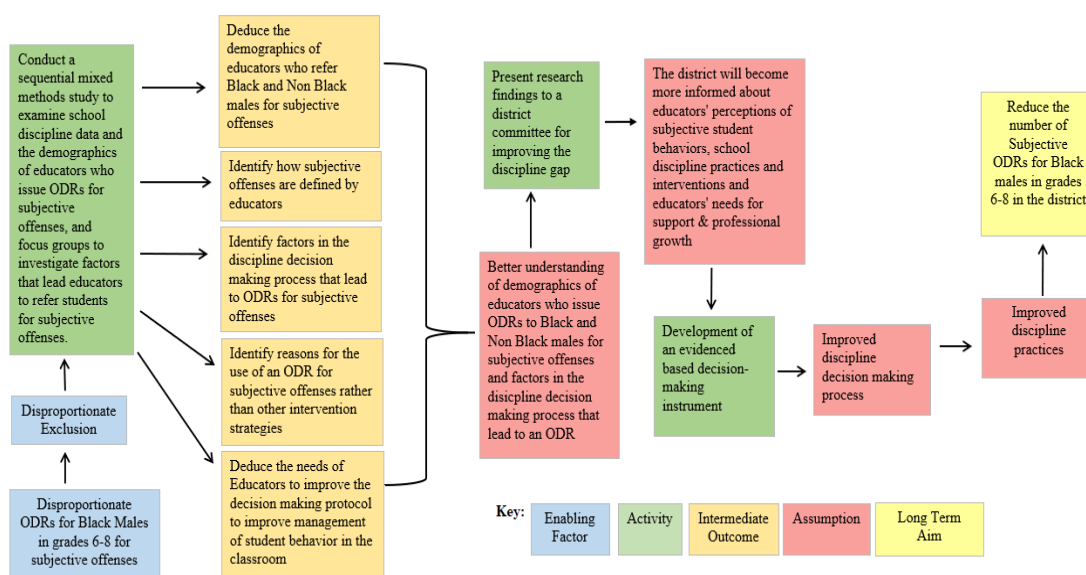 Conduct a
sequential mixed
methods study to
examine school
discipline data and
the demographics
of educators who
issue ODRs for
subjective
offenses, and
focus groups to
investigate factors
that lead educators
to refer students
for subjective
offenses.
Disproportionate
Exclusion
Disproportionate
ODRs for Black Males
in grades 6-8 for
subjective offenses
Deduce the
demographics of
educators who refer
Black and Non Black
males for subjective
offenses
Identify how subjective
offenses are defined by
educators
Identify factors in the
discipline decision
making process that lead
to ODRs for subjective
offenses
Identify reasons for the
use of an ODR for
subjective offenses rather
than other intervention
strategies
Deduce the needs of
Educators to improve the
decision making protocol
to improve management
of student behavior in the
classroom
Present research
findings to a
district
committee for
improving the
discipline gap
Better understanding
of demographics of
educators who issue
ODRs to Black and
Non Black males for
subjective offenses
and factors in the
disicpline decision
making process that
lead to an ODR
The district will become
more informed about
educators' perceptions of
subjective student
behaviors, school
discipline practices and
interventions and
educators' needs for
support & professional
growth
Development of
an evidenced
based decision-
making
instrument
Improved
discipline
decision making
process
Improved
discipline
practices
Reduce the
number of
Subjective
ODRs for Black
males in grades
6-8 in the district
Key:
Enabling
Factor
Activity
Intermediate
Outcome
Assumption
Long Term
Aim